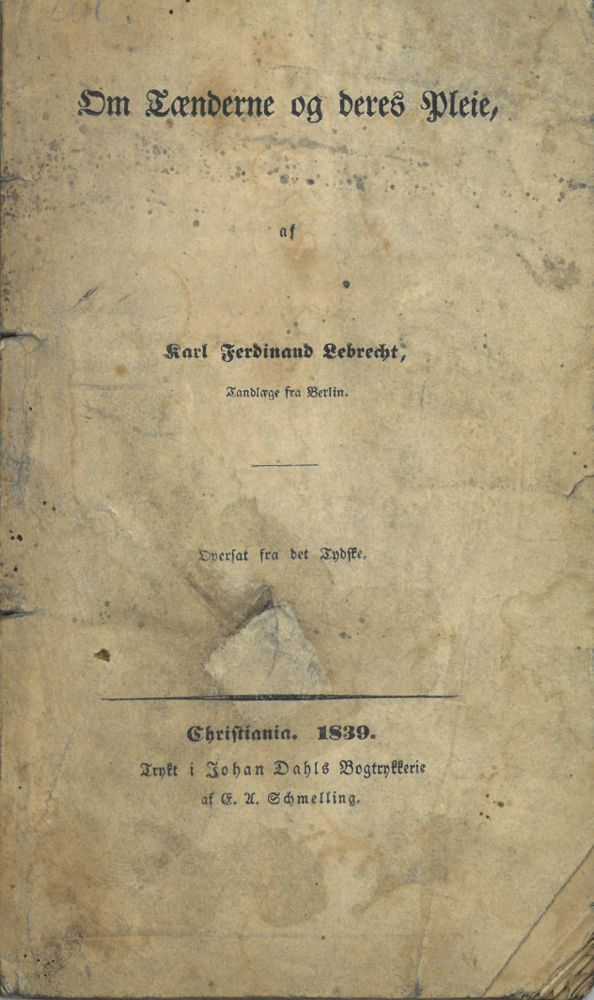 Om Tænderne og deres Pleie,
af
Karl Ferdinand Lebrecht,
Tandlæge fra Berlin.
Oversat fra det Tydske.
Christiania. 1839.
Trykt i Johan Dahls Bogtrykkerie
af E. A. Schmelling.